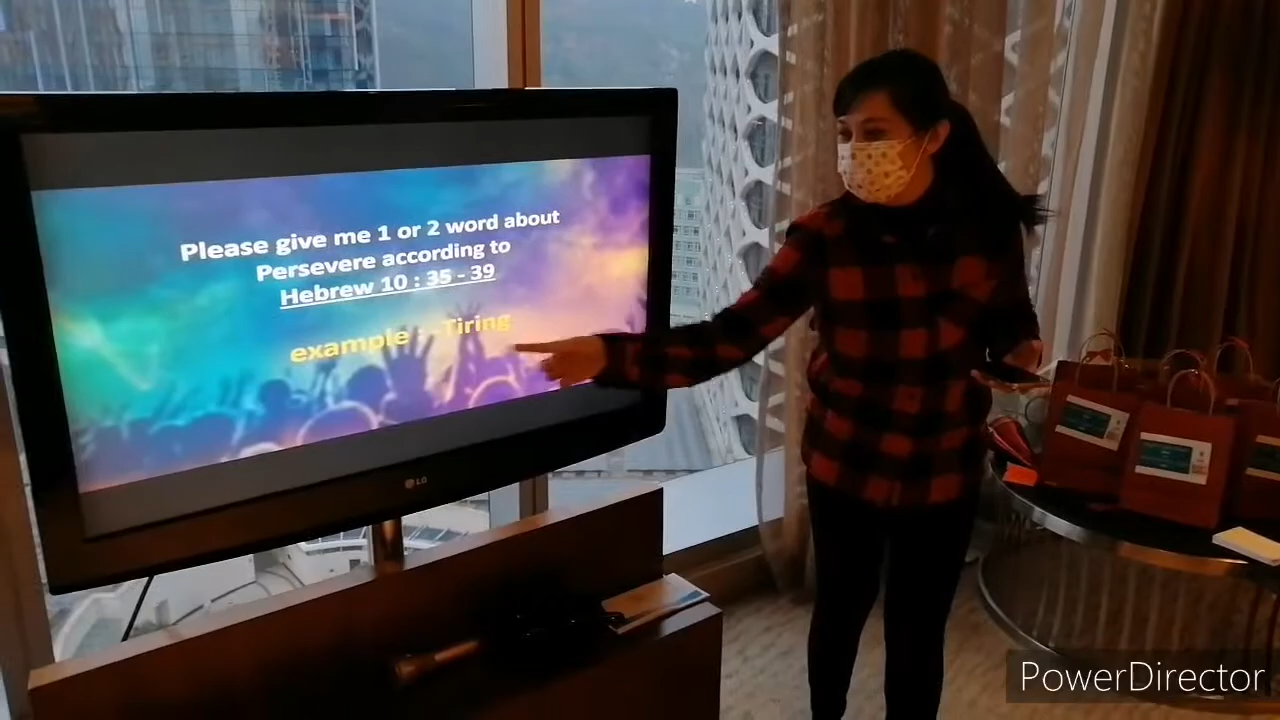 Please give me 1 or 2 word about
Persevere according to
Hebrew 10 : 35 - 39
example : Tiring
LG
PowerDirector